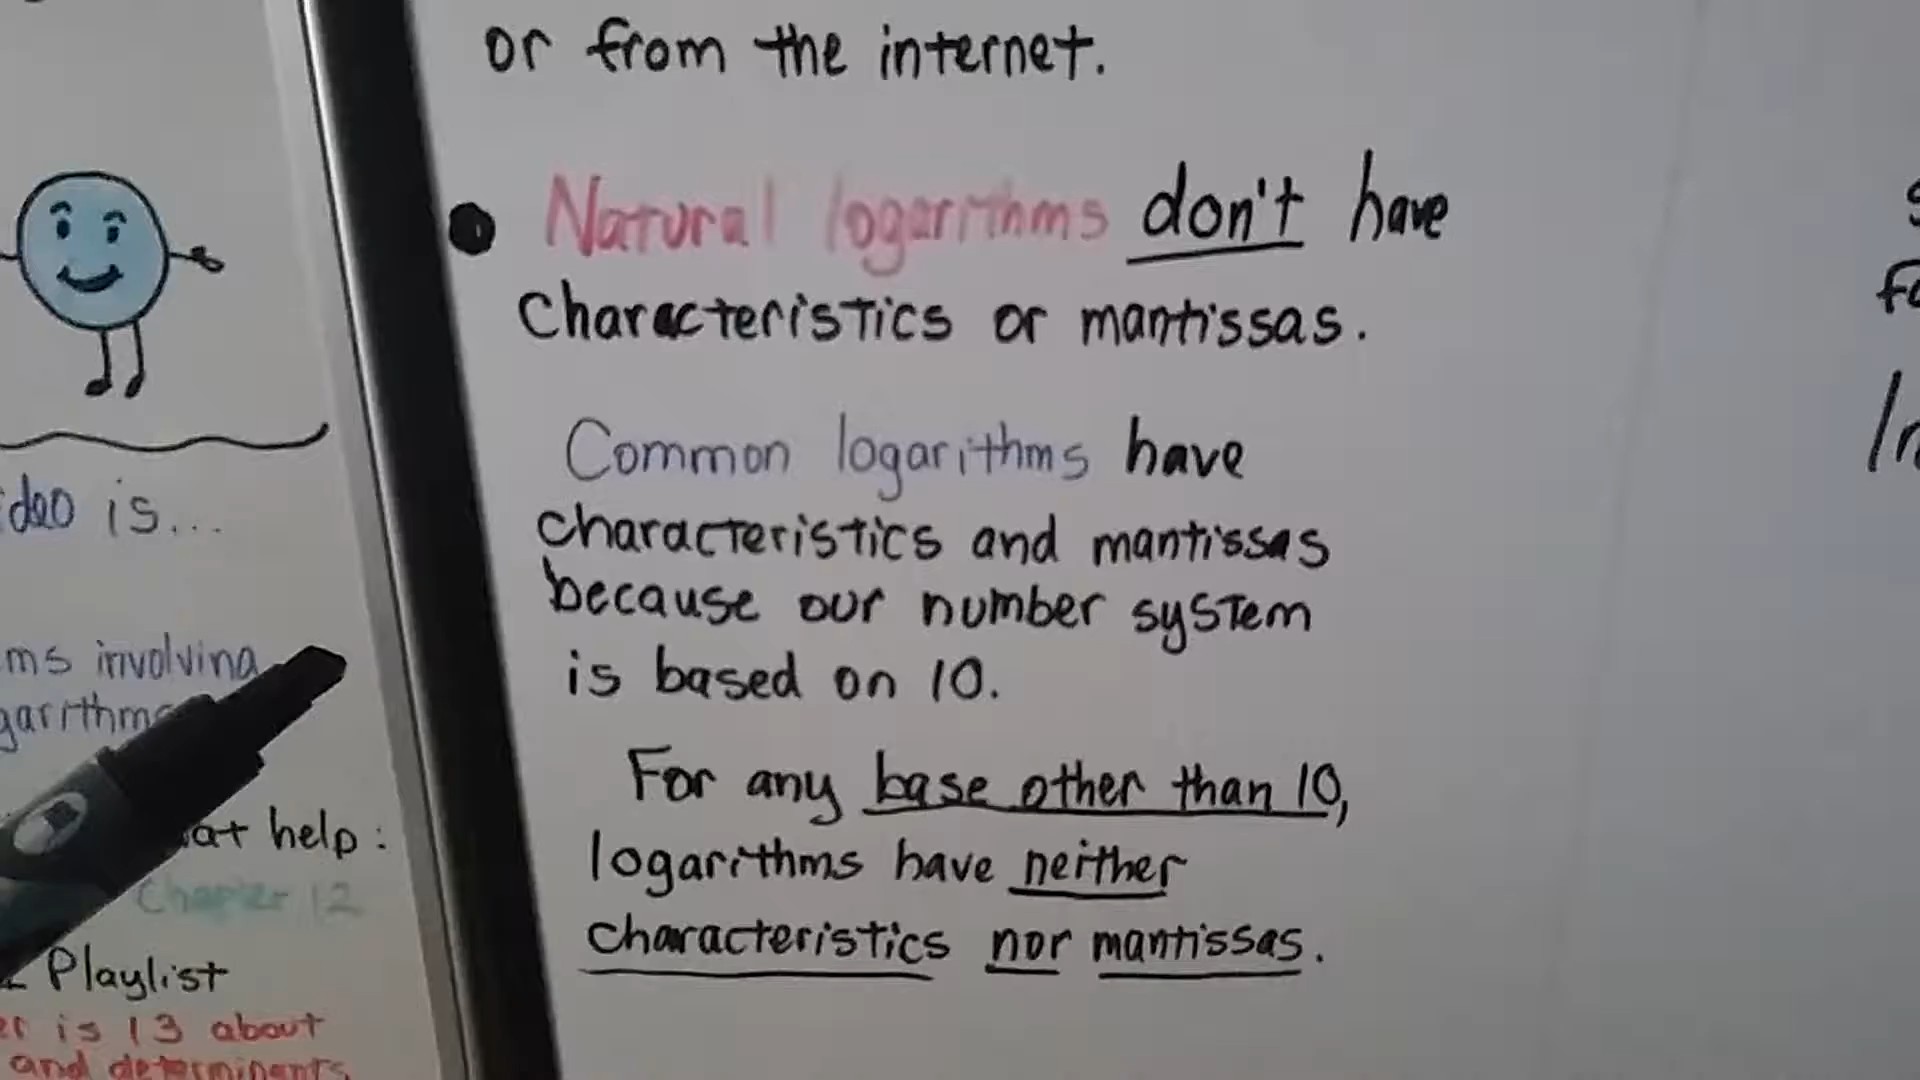 or from the internet.
Natural logarithms don't have
characteristics or mantissas.
Common logarithms have
characteristics and mantissas
because our number system
is based on 10.
For any base other than 10,
logarithms have neither
characteristics nor mantissas.
is...
involving
help:
Chapter 12
Playlist
is 13 about
and determinants